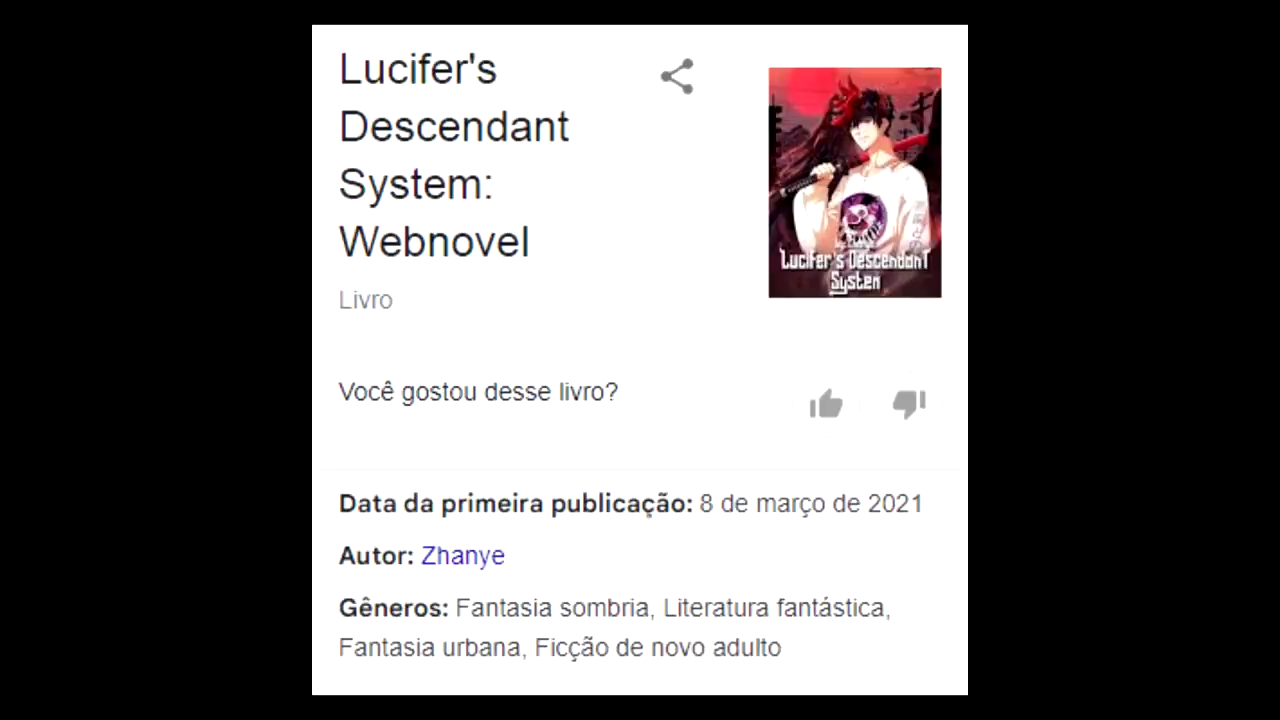 Lucifer's
Descendant
System:
Webnovel
Livro
Lucifer's Descendant
System
Você gostou desse livro?
Data da primeira publicação: 8 de março de 2021
Autor: Zhanye
Gêneros: Fantasia sombria, Literatura fantástica,
Fantasia urbana, Ficção de novo adulto